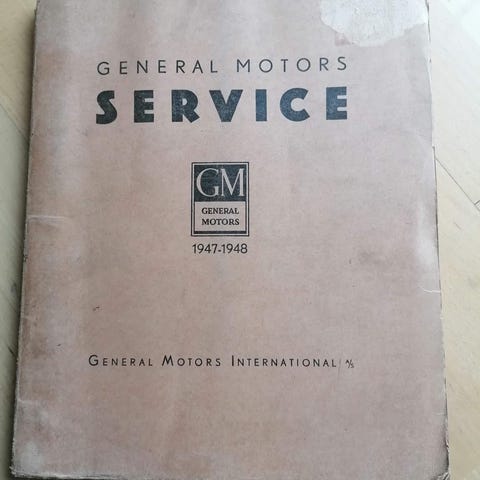 GENERAL MOTORS
SERVICE
GM
GENERAL
MOTORS
1947-1948
GENERAL MOTORS INTERNATIONAL A/S